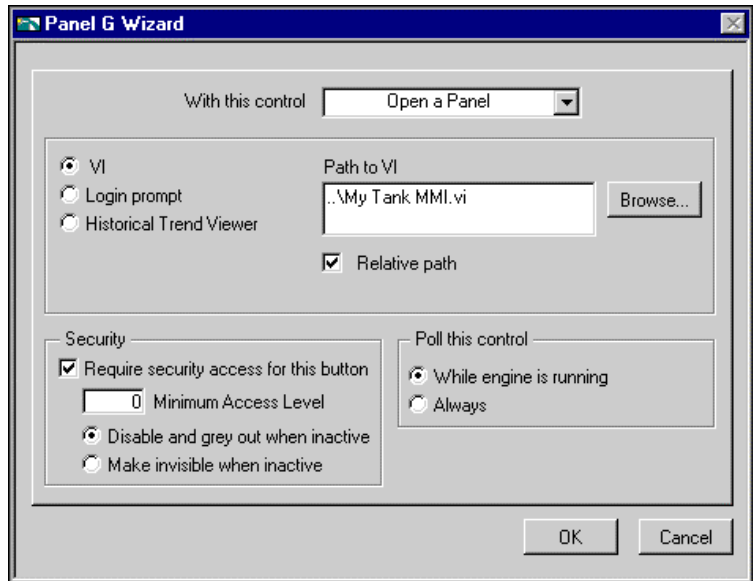 Panel G Wizard
With this control
Open a Panel
VI
Login prompt
Historical Trend Viewer
Path to VI
..\My Tank MMI.vi
Browse...
Relative path
Security
Require security access for this button
0 Minimum Access Level
Disable and grey out when inactive
Make invisible when inactive
Poll this control
While engine is running
Always
OK
Cancel